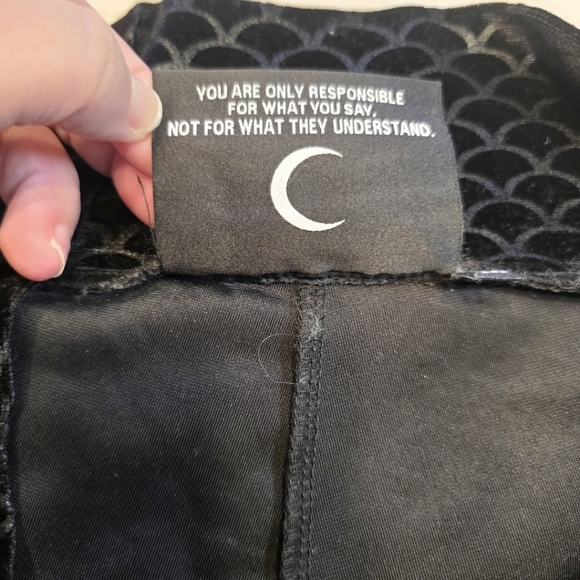 YOU ARE ONLY RESPONSIBLE
FOR WHAT YOU SAY,
NOT FOR WHAT THEY UNDERSTAND.